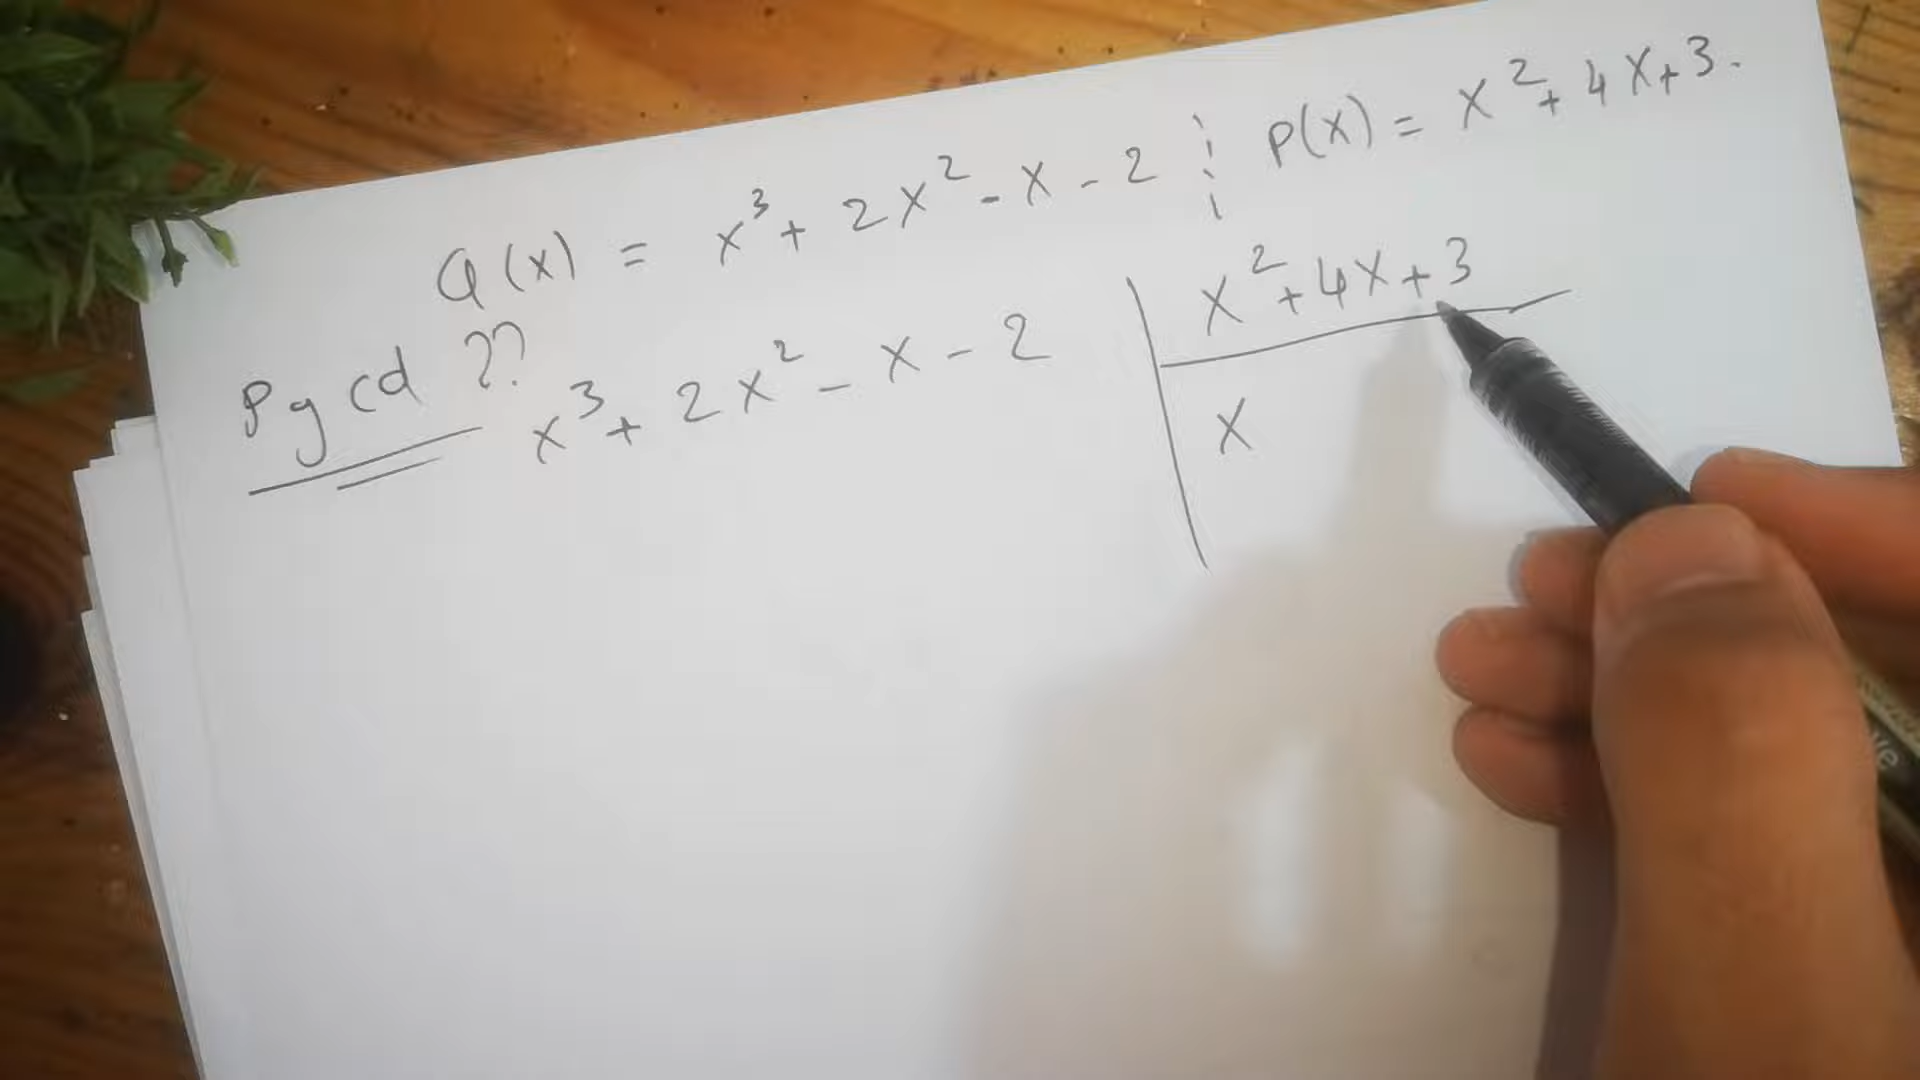 Q(x) = x³ + 2x² - x - 2 ¦ P(x) = x² + 4x + 3.
Pgcd ??
x³ + 2x² - x - 2 | x² + 4x + 3
x